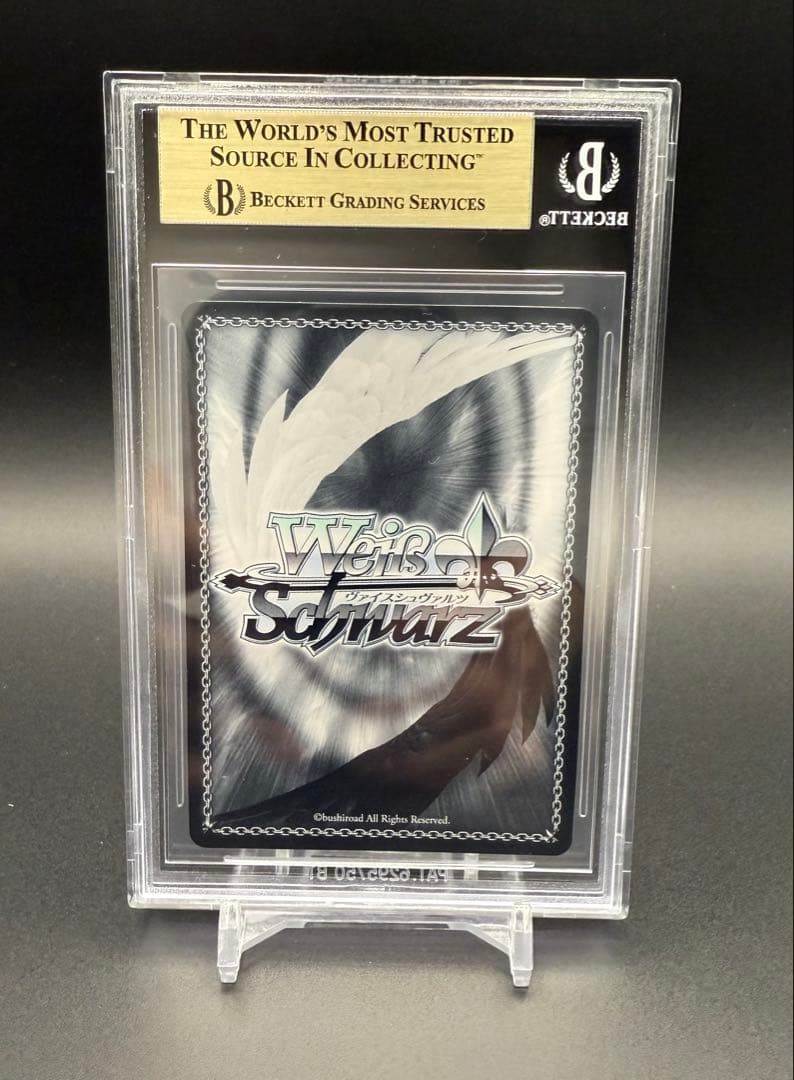 THE WORLD'S MOST TRUSTED
SOURCE IN COLLECTING™
B BECKETT GRADING SERVICES
B
BECKETT®
Weiß
ヴァイスシュヴァルツ
Schwarz
©bushiroad All Rights Reserved.